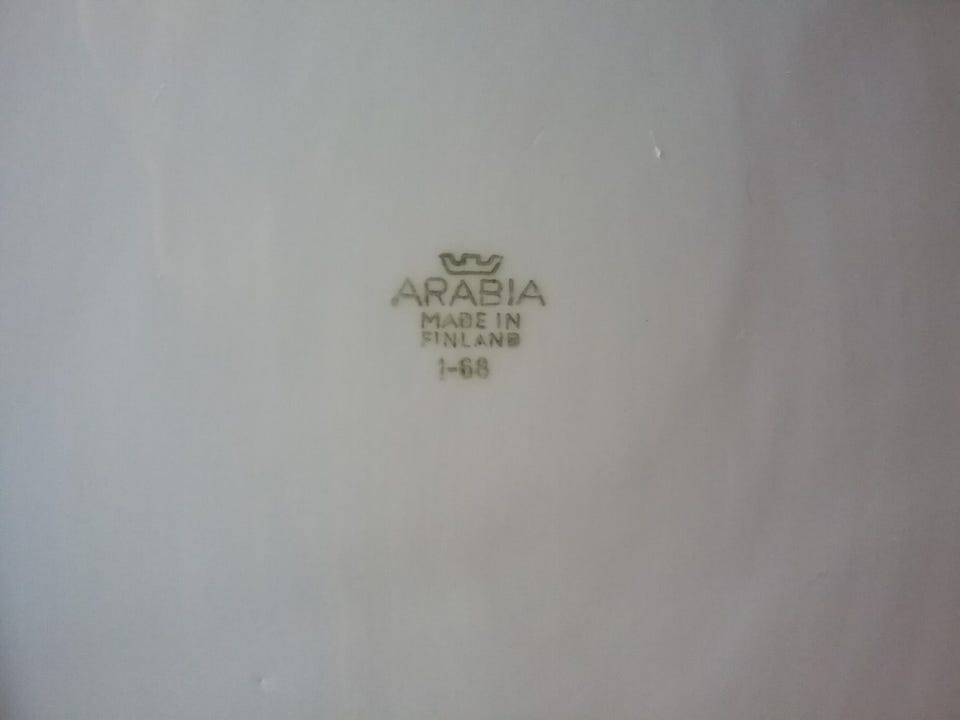 ARABIA
MADE IN
FINLAND
1-68